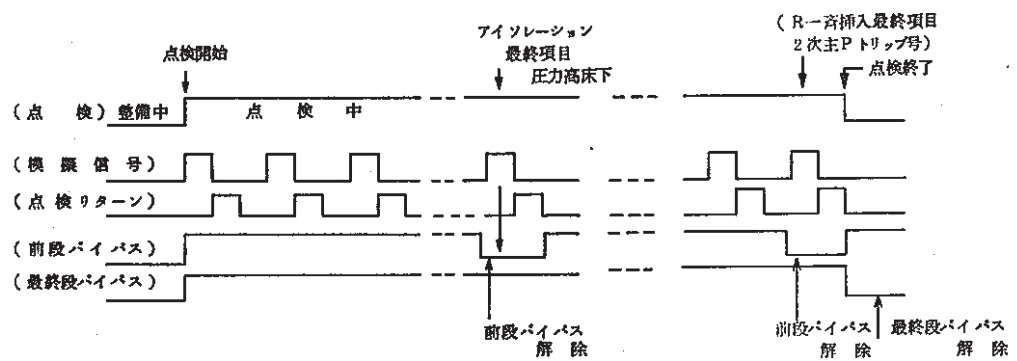 (R一斉挿入最終項目
2次主Pトリップ号)
アイソレーション
最終項目
圧力高床下
点検開始
点検終了
(点 検) 整備中
点 検 中
(模擬信号)
(点検リターン)
(前段バイパス)
(最終段バイパス)
前段バイパス
解 除
前段バイパス
解 除
最終段バイパス
解 除